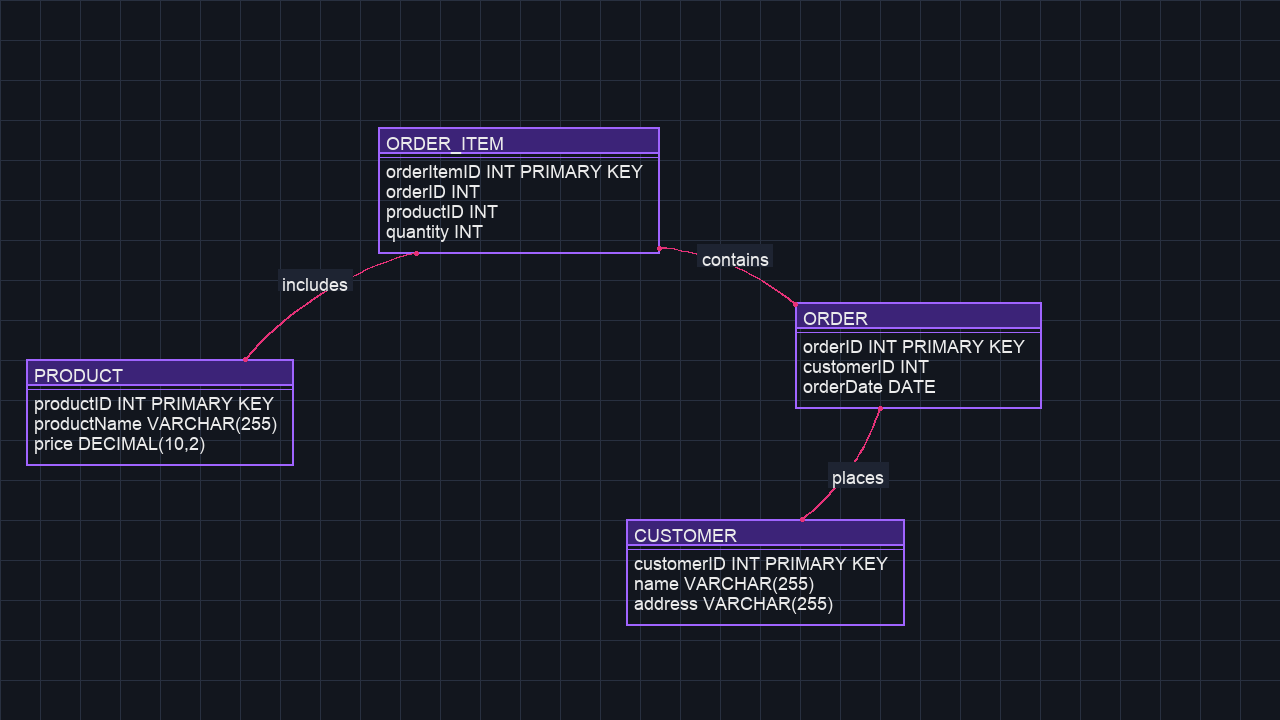 ORDER_ITEM
orderItemID INT PRIMARY KEY
orderID INT
productID INT
quantity INT
contains
includes
ORDER
orderID INT PRIMARY KEY
customerID INT
orderDate DATE
PRODUCT
productID INT PRIMARY KEY
productName VARCHAR(255)
price DECIMAL(10,2)
places
CUSTOMER
customerID INT PRIMARY KEY
name VARCHAR(255)
address VARCHAR(255)